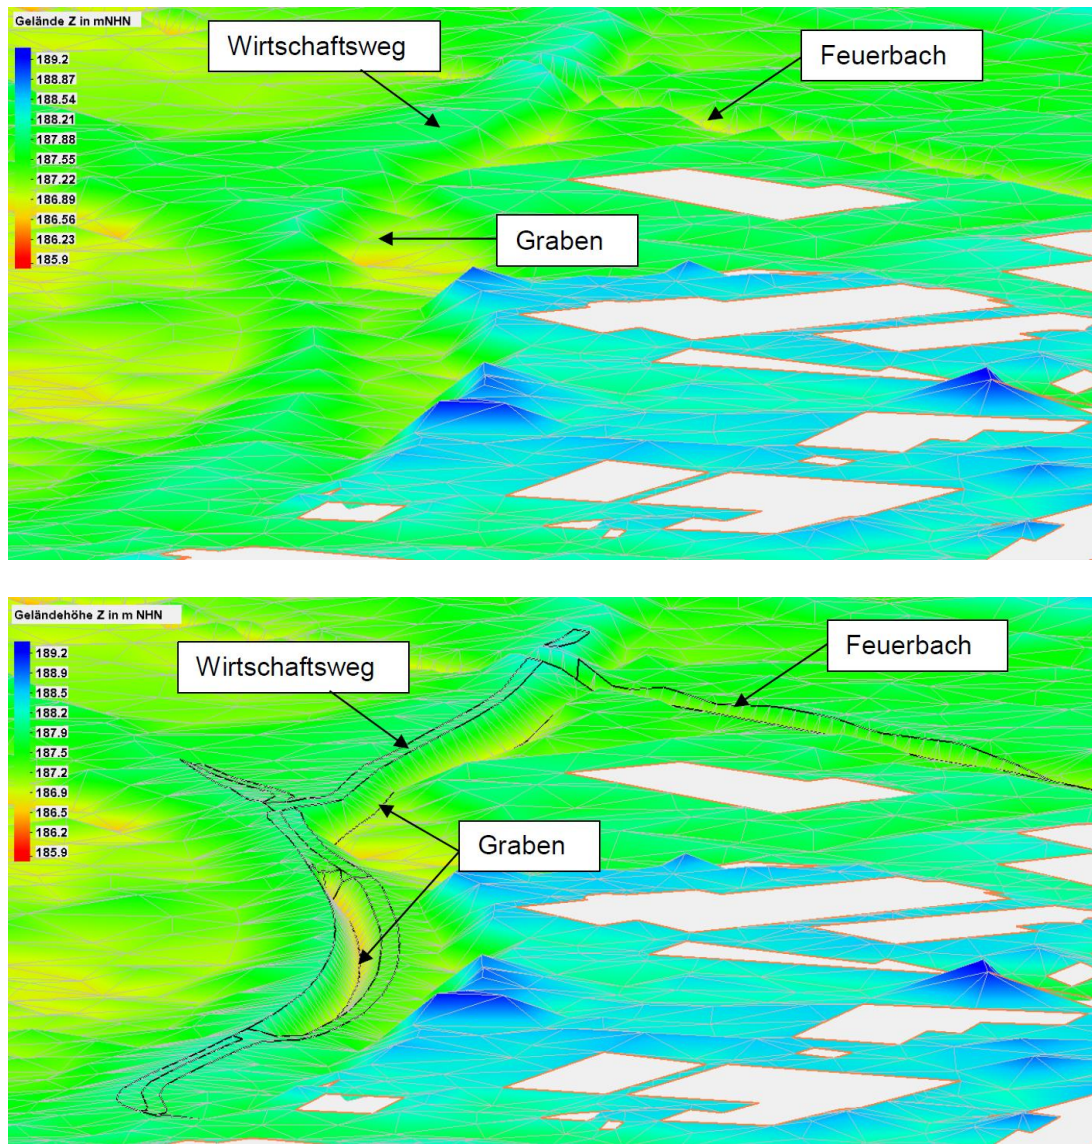 Gelände Z in mNHN
189.2
188.87
188.54
188.21
187.88
187.55
187.22
186.89
186.56
186.23
185.9
Wirtschaftsweg
Feuerbach
Graben
Geländehöhe Z in m NHN
189.2
188.9
188.5
188.2
187.9
187.5
187.2
186.9
186.5
186.2
185.9
Wirtschaftsweg
Feuerbach
Graben